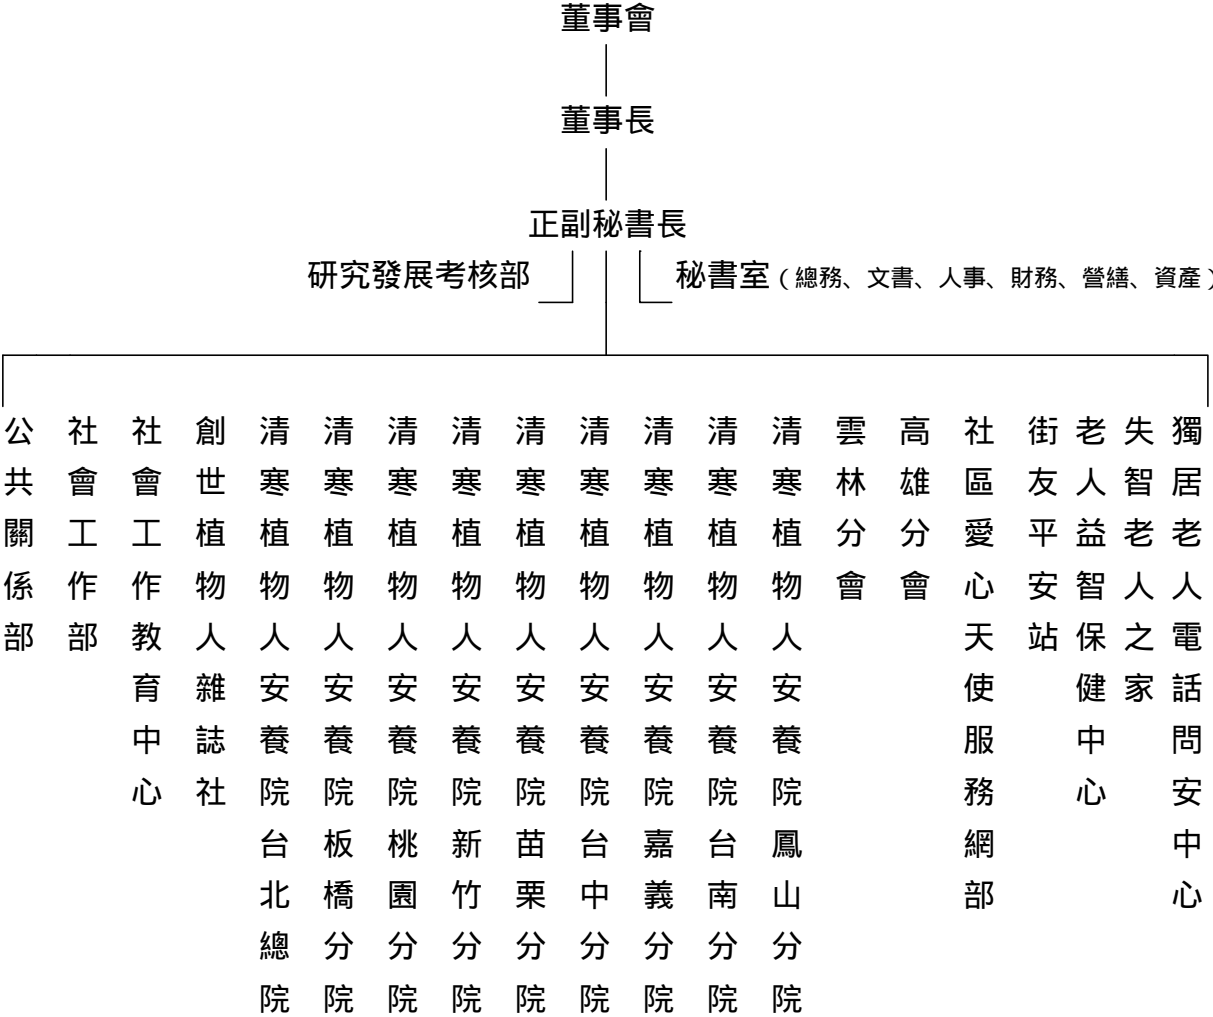 董事會
董事長
正副秘書長
研究發展考核部
秘書室（總務、文書、人事、財務、營繕、資產）
公共關係部
社會工作部
社會工作教育中心
創世植物人雜誌社
清寒植物人安養院台北總院
清寒植物人安養院板橋分院
清寒植物人安養院桃園分院
清寒植物人安養院新竹分院
清寒植物人安養院苗栗分院
清寒植物人安養院台中分院
清寒植物人安養院嘉義分院
清寒植物人安養院台南分院
清寒植物人安養院鳳山分院
雲林分會
高雄分會
社區愛心天使服務網部
街友平安站
老人益智保健中心
失智老人之家
獨居老人電話問安中心